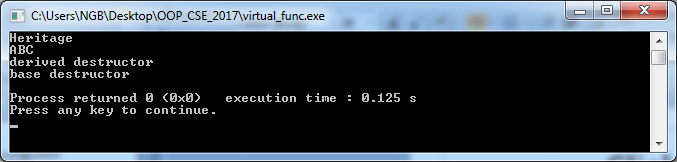 C:\Users\NGB\Desktop\OOP_CSE_2017\virtual_func.exe
Heritage
ABC
derived destructor
base destructor
Process returned 0 (0x0)   execution time : 0.125 s
Press any key to continue.